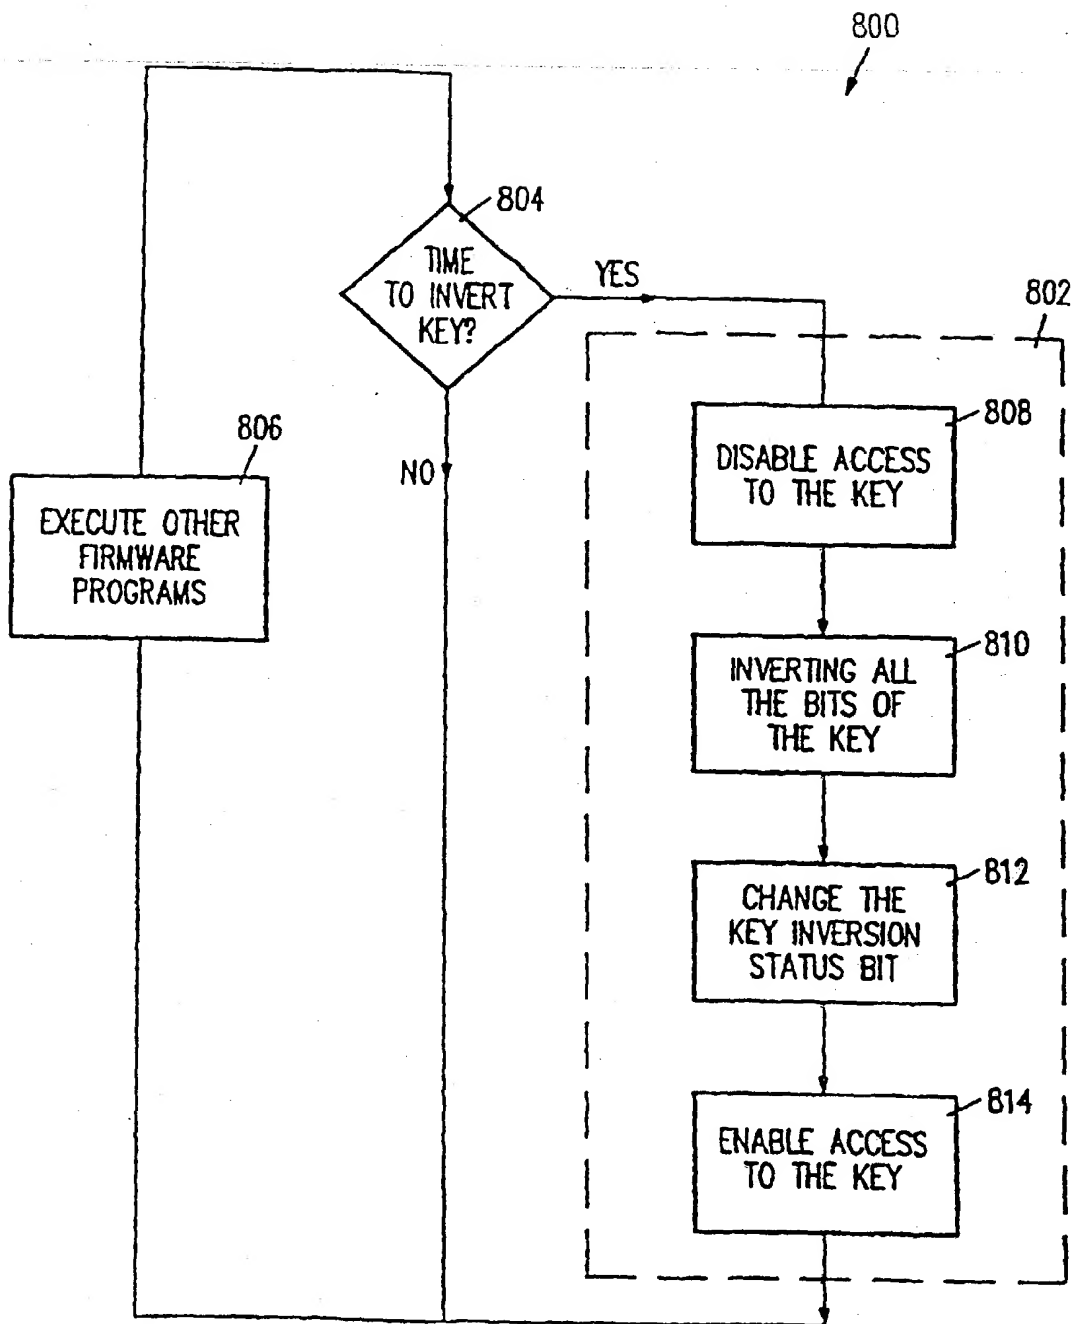 800
804
TIME
TO INVERT
KEY?
YES
802
808
DISABLE ACCESS
TO THE KEY
806
NO
EXECUTE OTHER
FIRMWARE
PROGRAMS
810
INVERTING ALL
THE BITS OF
THE KEY
812
CHANGE THE
KEY INVERSION
STATUS BIT
814
ENABLE ACCESS
TO THE KEY